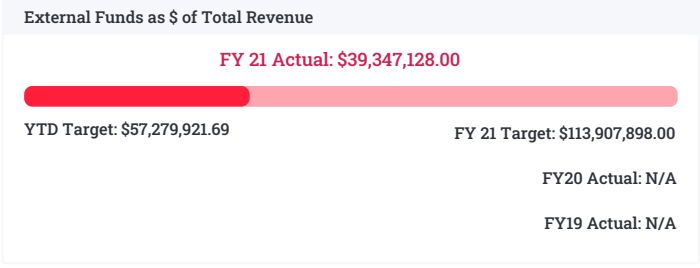 External Funds as $ of Total Revenue
FY 21 Actual: $39,347,128.00
YTD Target: $57,279,921.69
FY 21 Target: $113,907,898.00
FY20 Actual: N/A
FY19 Actual: N/A